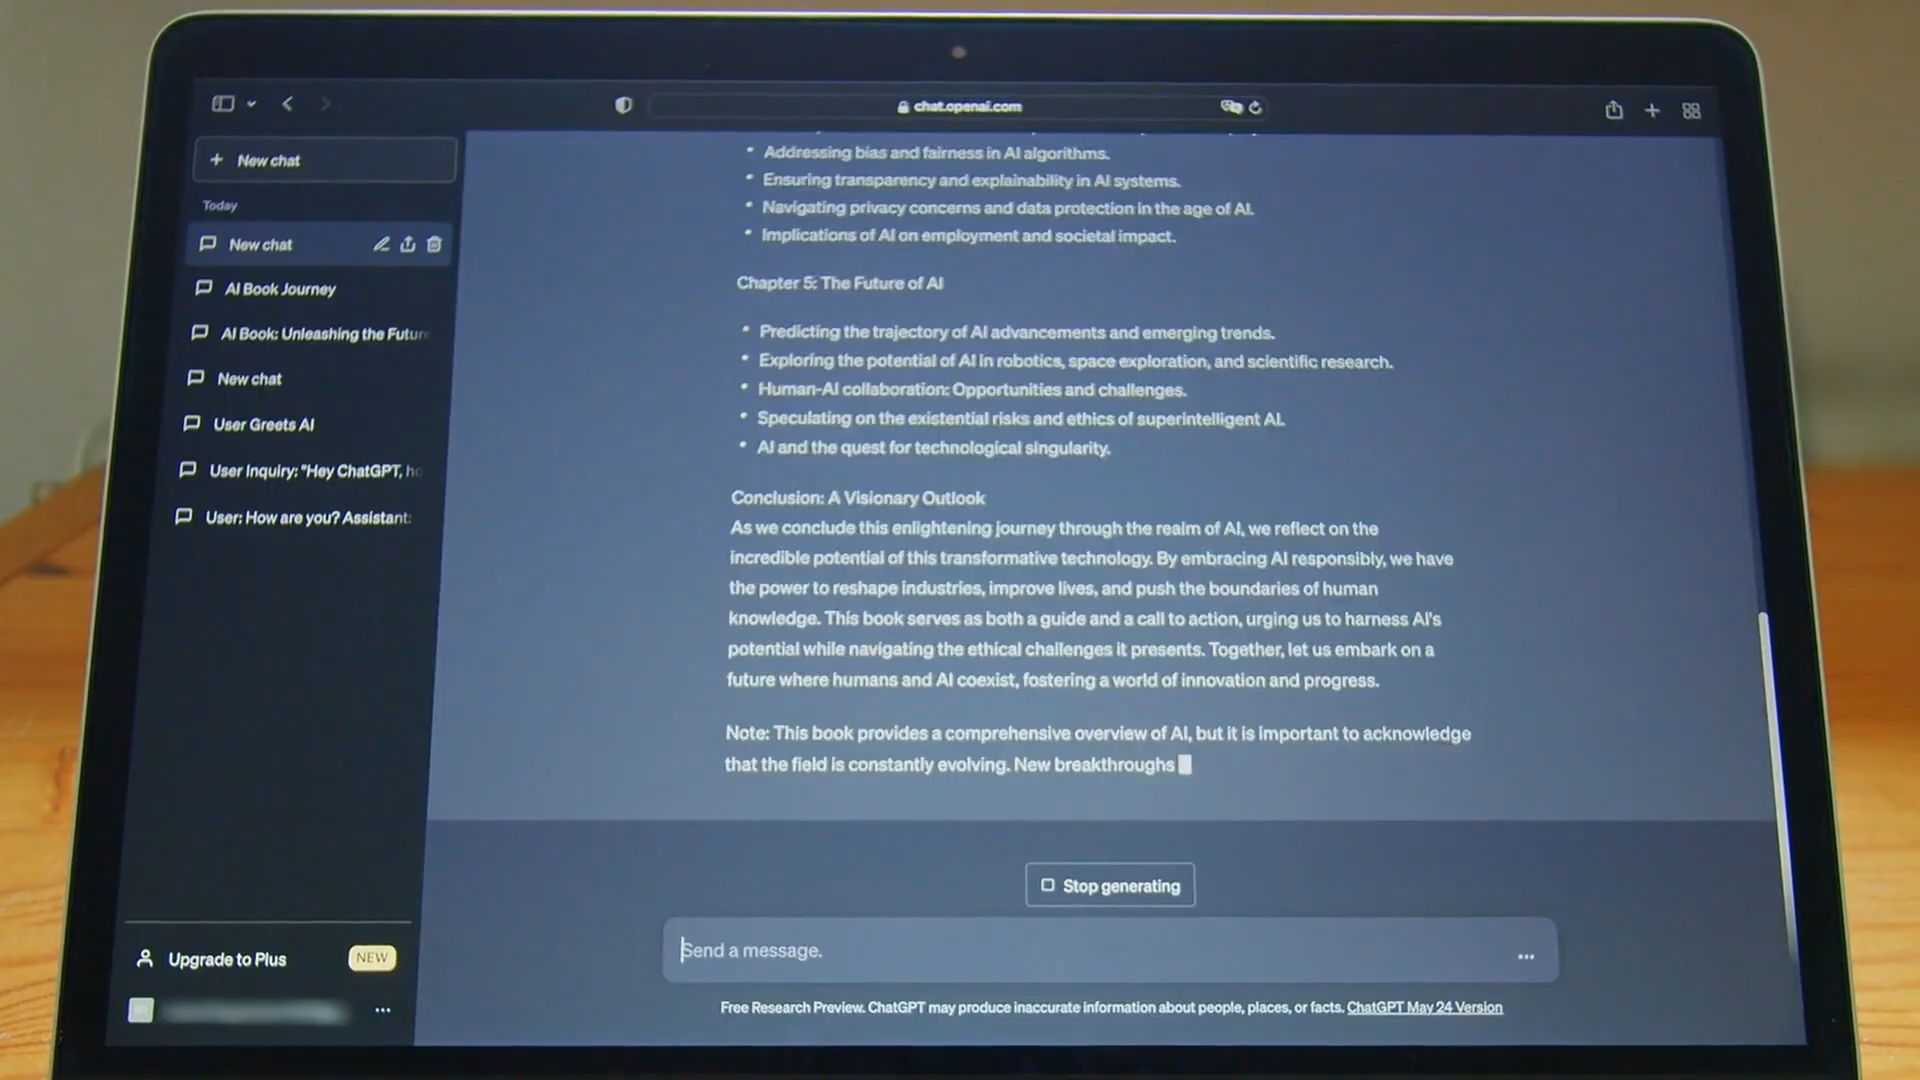 chat.openai.com
+ New chat
Today
New chat
AI Book Journey
AI Book: Unleashing the Futur
New chat
User Greets AI
User Inquiry: "Hey ChatGPT, ho
User: How are you? Assistant:
Upgrade to Plus
NEW
• Addressing bias and fairness in AI algorithms.
• Ensuring transparency and explainability in AI systems.
• Navigating privacy concerns and data protection in the age of AI.
• Implications of AI on employment and societal impact.
Chapter 5: The Future of AI
• Predicting the trajectory of AI advancements and emerging trends.
• Exploring the potential of AI in robotics, space exploration, and scientific research.
• Human-AI collaboration: Opportunities and challenges.
• Speculating on the existential risks and ethics of superintelligent AI.
• AI and the quest for technological singularity.
Conclusion: A Visionary Outlook
As we conclude this enlightening journey through the realm of AI, we reflect on the
incredible potential of this transformative technology. By embracing AI responsibly, we have
the power to reshape industries, improve lives, and push the boundaries of human
knowledge. This book serves as both a guide and a call to action, urging us to harness AI's
potential while navigating the ethical challenges it presents. Together, let us embark on a
future where humans and AI coexist, fostering a world of innovation and progress.
Note: This book provides a comprehensive overview of AI, but it is important to acknowledge
that the field is constantly evolving. New breakthroughs
Stop generating
Send a message.
Free Research Preview. ChatGPT may produce inaccurate information about people, places, or facts. ChatGPT May 24 Version